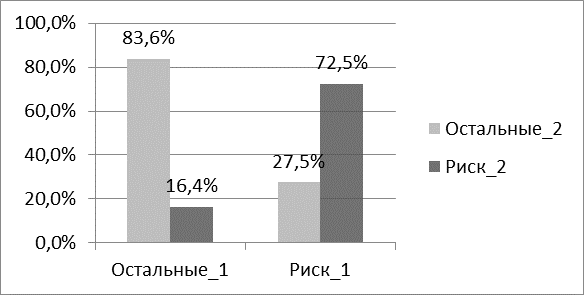 100,0%
80,0%
60,0%
40,0%
20,0%
0,0%
83,6%
16,4%
27,5%
72,5%
Остальные_1
Риск_1
Остальные_2
Риск_2